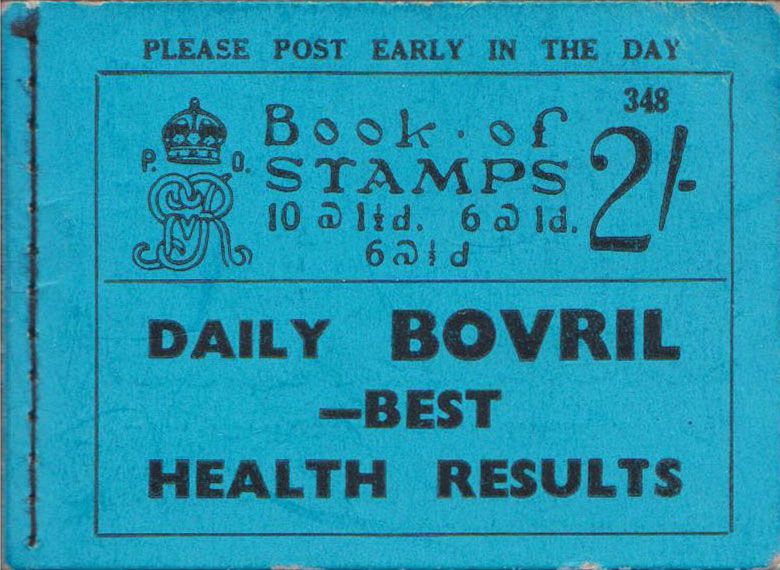 PLEASE POST EARLY IN THE DAY
348
P. O.
GR
Book · of
STAMPS
2/-
10 @ 1½d. 6 @ 1d.
6 @ ½d
DAILY BOVRIL
—BEST
HEALTH RESULTS